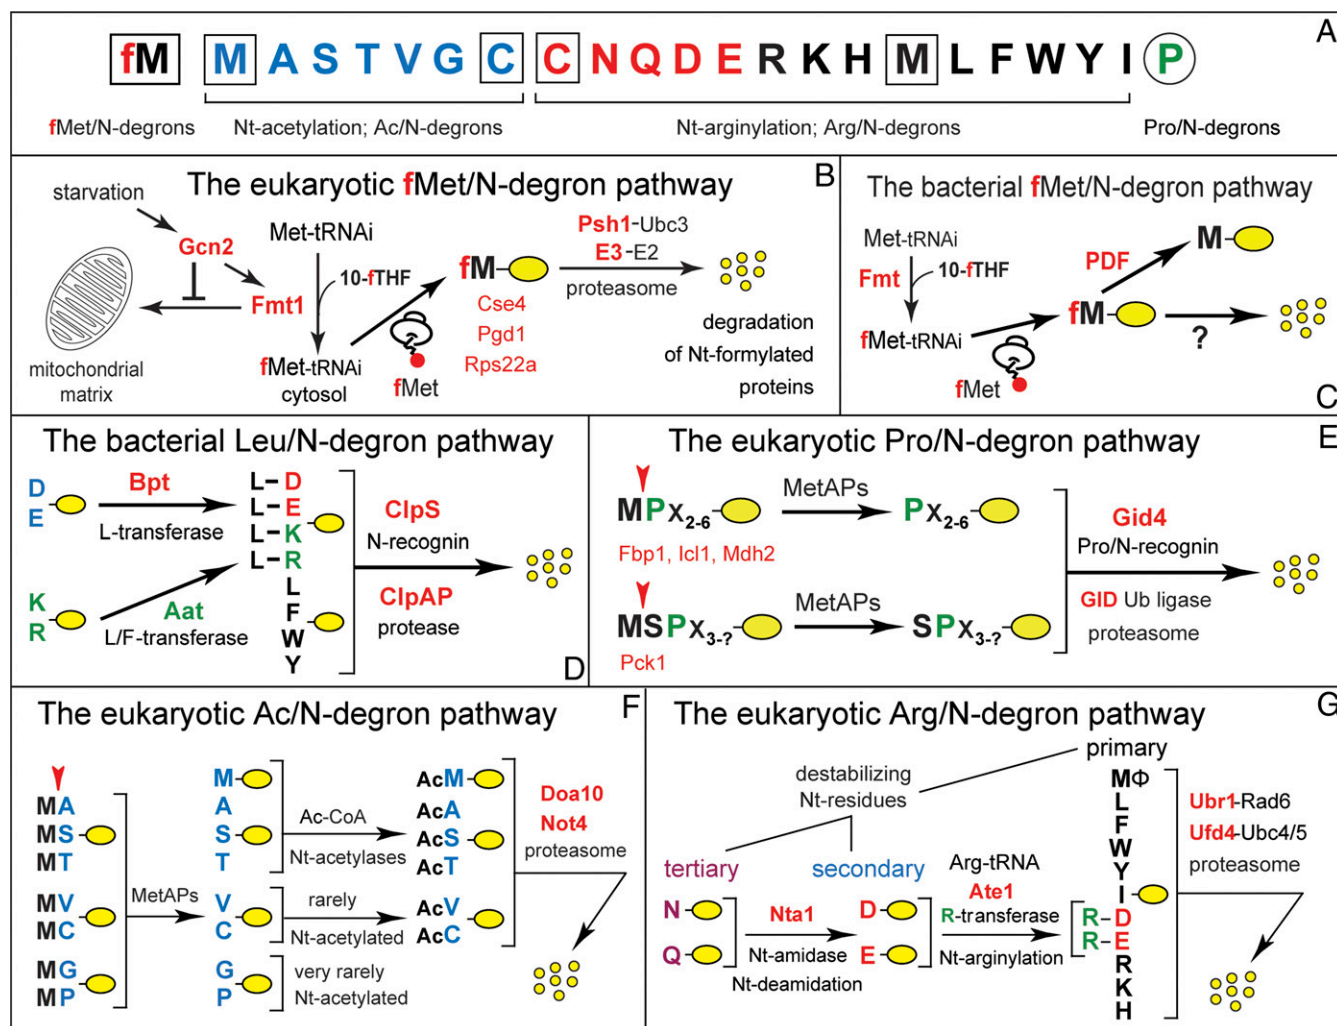 A
fM M A S T V G C C N Q D E R K H M L F W Y I P
fMet/N-degrons Nt-acetylation; Ac/N-degrons Nt-arginylation; Arg/N-degrons Pro/N-degrons
B
The eukaryotic fMet/N-degron pathway
starvation
Gcn2
Fmt1
mitochondrial
matrix
Met-tRNAi
10-fTHF
fMet-tRNAi
cytosol
fMet
fM
Cse4
Pgd1
Rps22a
Psh1-Ubc3
E3-E2
proteasome
degradation
of Nt-formylated
proteins
C
The bacterial fMet/N-degron pathway
Met-tRNAi
Fmt
10-fTHF
fMet-tRNAi
fMet
PDF
fM
M
?
D
The bacterial Leu/N-degron pathway
D
E
Bpt
L-transferase
K
R
Aat
L/F-transferase
L-D
L-E
L-K
L-R
L
F
W
Y
ClpS
N-recognin
ClpAP
protease
E
The eukaryotic Pro/N-degron pathway
MPX2-6
MetAPs
PX2-6
Fbp1, Icl1, Mdh2
MSPX3-?
MetAPs
SPX3-?
Pck1
Gid4
Pro/N-recognin
GID Ub ligase
proteasome
F
The eukaryotic Ac/N-degron pathway
MA
MS
MT
MV
MC
MG
MP
MetAPs
M
A
S
T
V
C
G
P
Ac-CoA
Nt-acetylases
rarely
Nt-acetylated
very rarely
Nt-acetylated
AcM
AcA
AcS
AcT
AcV
AcC
Doa10
Not4
proteasome
G
The eukaryotic Arg/N-degron pathway
primary
destabilizing
Nt-residues
tertiary
secondary
N
Q
Nta1
Nt-amidase
Nt-deamidation
D
E
Arg-tRNA
Ate1
R-transferase
Nt-arginylation
MΦ
L
F
W
Y
I
R-D
R-E
R
K
H
Ubr1-Rad6
Ufd4-Ubc4/5
proteasome